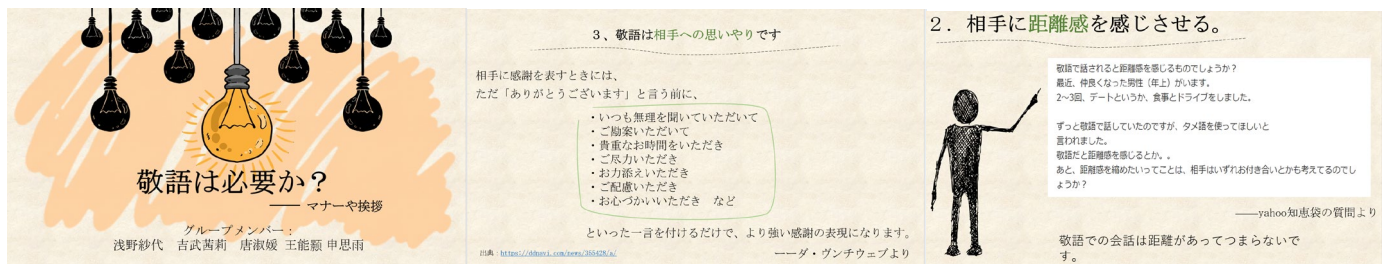 敬語は必要か？
―― マナーや挨拶
グループメンバー：
浅野紗代　吉武茜莉　唐淑媛 王能颢 申思雨
３、敬語は相手への思いやりです
相手に感謝を表すときには、
ただ「ありがとうございます」と言う前に、
・いつも無理を聞いていただいて
・ご勘案いただいて
・貴重なお時間をいただき
・ご尽力いただき
・お力添えいただき
・ご配慮いただき
・お心づかいいただき　など
といった一言を付けるだけで、より強い感謝の表現になります。
出典：https://ddnavi.com/news/355428/a/
ーーダ・ヴンチウェブより
２．相手に距離感を感じさせる。
敬語で話されると距離感を感じるものでしょうか？
最近、仲良くなった男性（年上）がいます。
2～3回、デートというか、食事とドライブをしました。
ずっと敬語で話していたのですが、タメ語を使ってほしいと
言われました。
敬語だと距離感を感じるとか。。
あと、距離感を縮めたいってことは、相手はいずれお付き合いとかも考えてるのでし
ょうか？
――yahoo知恵袋の質問より
敬語での会話は距離があってつまらないで
す。